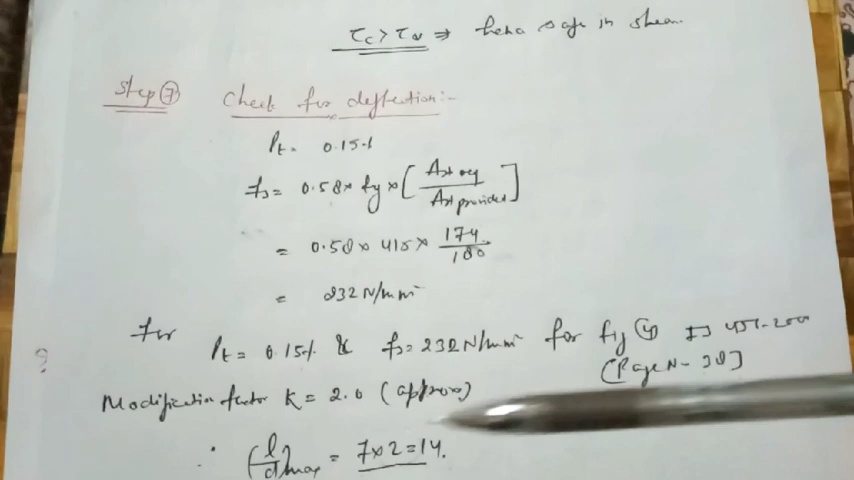 τc > τv ⇒ hence safe in shear.
Step ⑦ Check for deflection:-
Pt = 0.15%
fs = 0.58 × fy × [Ast req / Ast provided]
= 0.58 × 415 × 174/180
= 232 N/mm²
For
Pt = 0.15% & fs = 232 N/mm² for fig ④ IS 456-2000
[Page N- 38]
Modification factor K = 2.0 (approx)
∴ (l/d)max = 7×2 = 14.